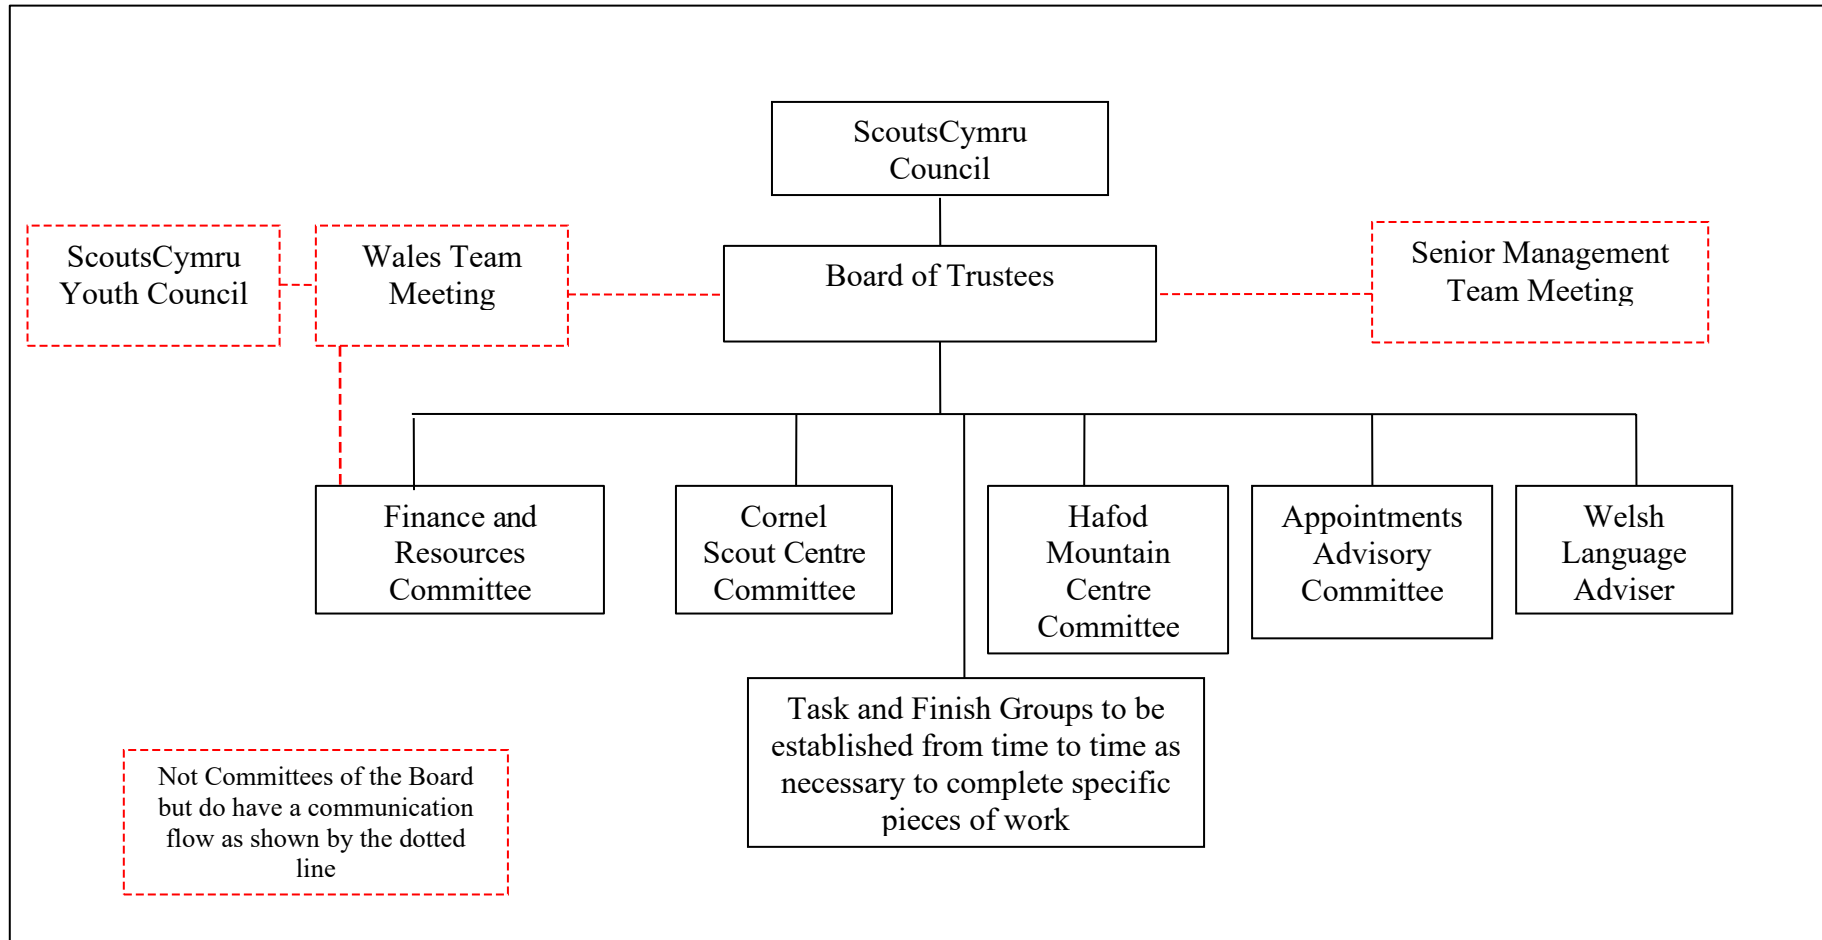 ScoutsCymru
Council
ScoutsCymru
Youth Council
Wales Team
Meeting
Board of Trustees
Senior Management
Team Meeting
Finance and
Resources
Committee
Cornel
Scout Centre
Committee
Hafod
Mountain
Centre
Committee
Appointments
Advisory
Committee
Welsh
Language
Adviser
Task and Finish Groups to be
established from time to time as
necessary to complete specific
pieces of work
Not Committees of the Board
but do have a communication
flow as shown by the dotted
line